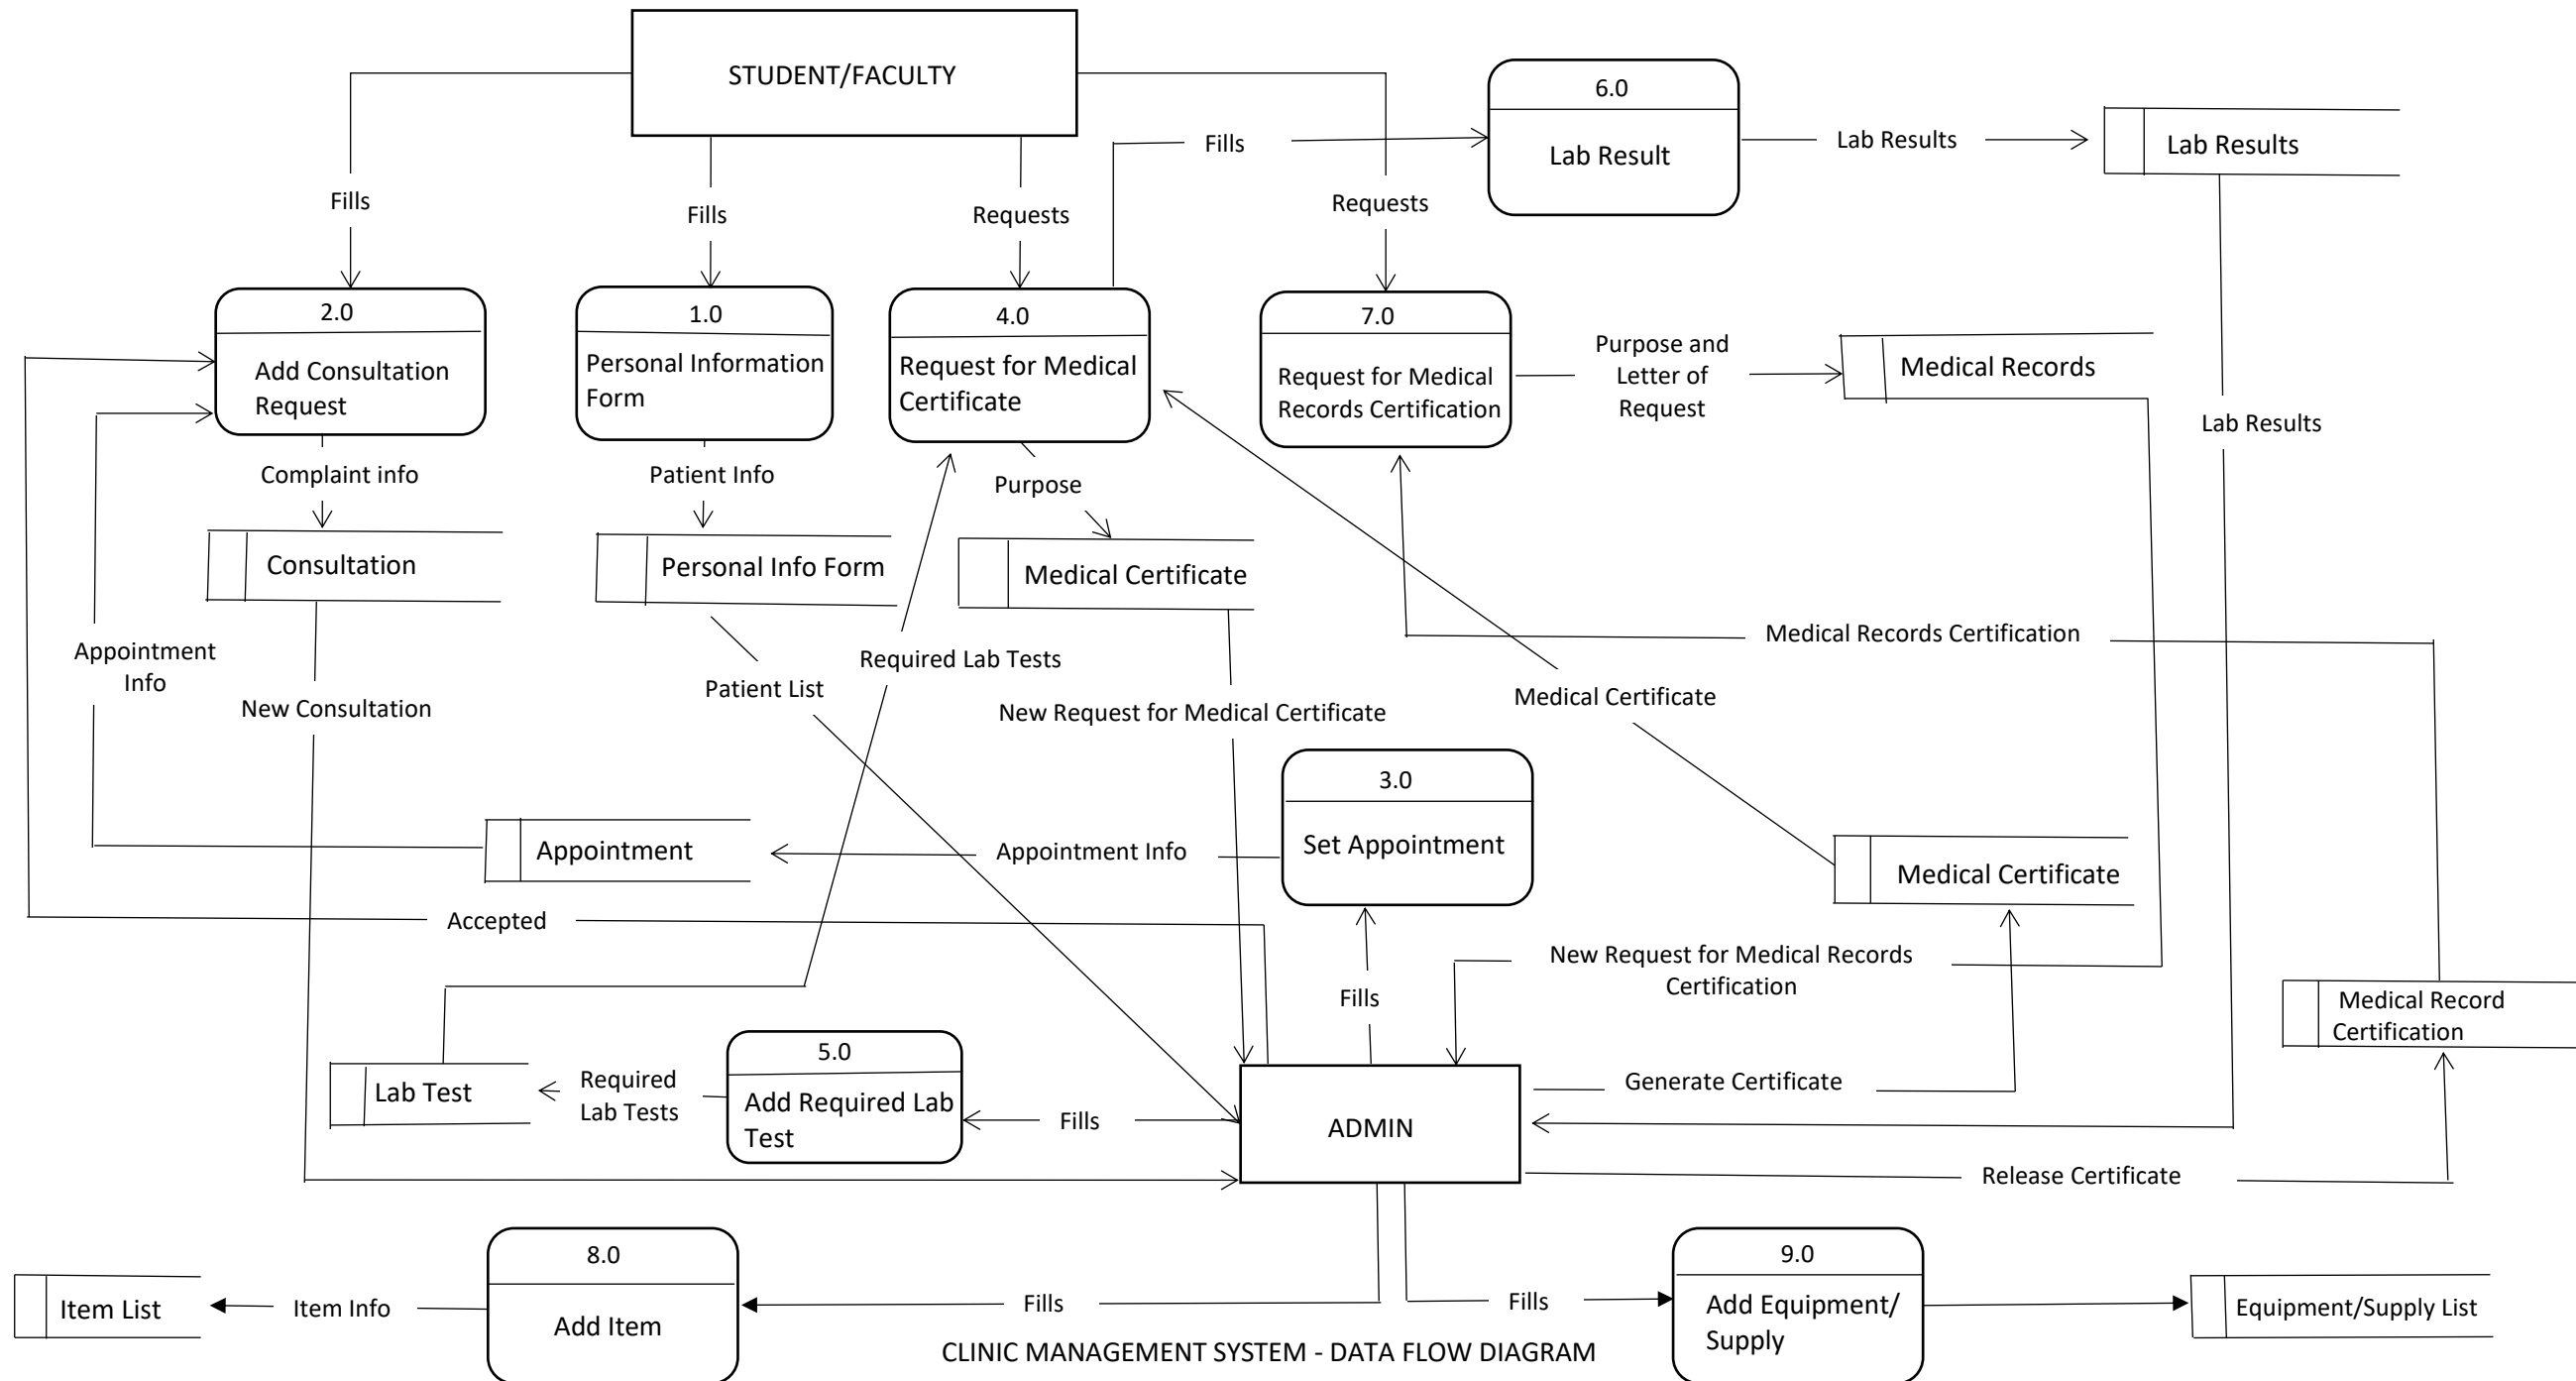 STUDENT/FACULTY
6.0
Lab Result
Lab Results
Lab Results
Fills
Fills
Fills
Requests
Requests
2.0
Add Consultation
Request
1.0
Personal Information
Form
4.0
Request for Medical
Certificate
7.0
Request for Medical
Records Certification
Purpose and
Letter of
Request
Medical Records
Lab Results
Complaint info
Patient Info
Purpose
Consultation
Personal Info Form
Medical Certificate
Appointment
Info
New Consultation
Patient List
Required Lab Tests
New Request for Medical Certificate
Medical Certificate
Medical Records Certification
3.0
Set Appointment
Appointment
Appointment Info
Medical Certificate
Accepted
Fills
New Request for Medical Records
Certification
Medical Record
Certification
Lab Test
Required
Lab Tests
5.0
Add Required Lab
Test
Fills
ADMIN
Generate Certificate
Release Certificate
Item List
Item Info
8.0
Add Item
Fills
Fills
9.0
Add Equipment/
Supply
Equipment/Supply List
CLINIC MANAGEMENT SYSTEM - DATA FLOW DIAGRAM